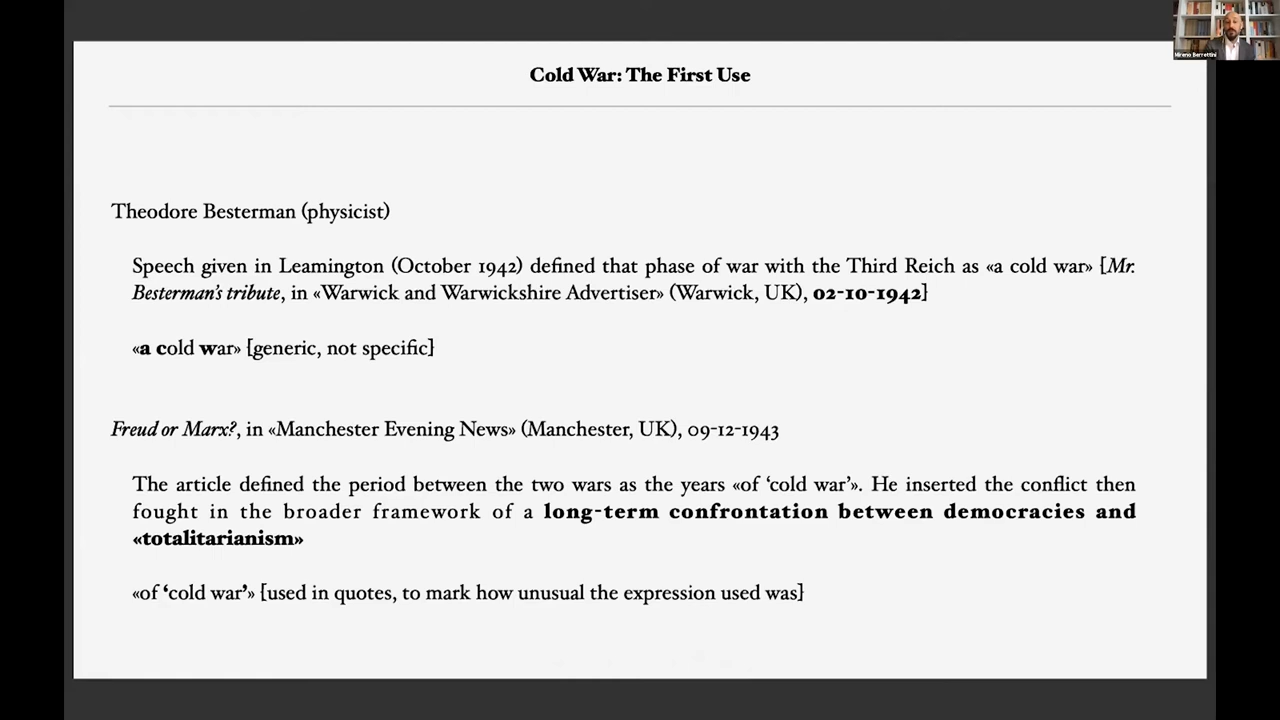 Cold War: The First Use
Mireno Berrettini
Theodore Besterman (physicist)
Speech given in Leamington (October 1942) defined that phase of war with the Third Reich as «a cold war» [Mr.
Besterman's tribute, in «Warwick and Warwickshire Advertiser» (Warwick, UK), 02-10-1942]
«a cold war» [generic, not specific]
Freud or Marx?, in «Manchester Evening News» (Manchester, UK), 09-12-1943
The article defined the period between the two wars as the years «of ‘cold war’». He inserted the conflict then
fought in the broader framework of a long-term confrontation between democracies and
«totalitarianism»
«of ‘cold war’» [used in quotes, to mark how unusual the expression used was]